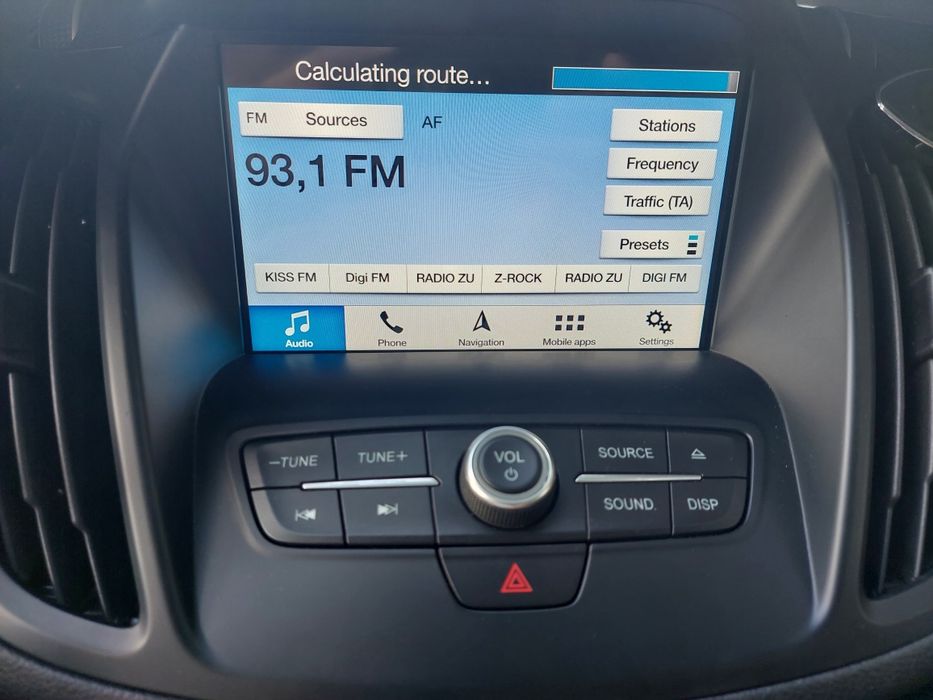 Calculating route...
FM Sources AF
Stations
93,1 FM
Frequency
Traffic (TA)
Presets
KISS FM Digi FM RADIO ZU Z-ROCK RADIO ZU DIGI FM
Audio Phone Navigation Mobile apps Settings
−TUNE TUNE+ VOL SOURCE
SOUND DISP